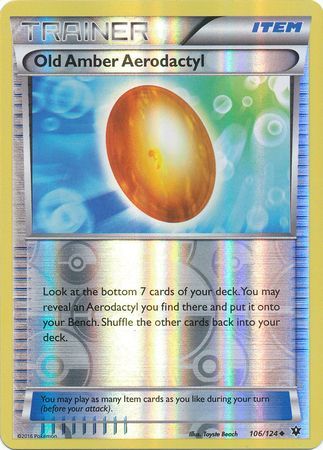 TRAINER ITEM
Old Amber Aerodactyl
Look at the bottom 7 cards of your deck. You may
reveal an Aerodactyl you find there and put it onto
your Bench. Shuffle the other cards back into your
deck.
You may play as many Item cards as you like during your turn
(before your attack).
©2016 Pokémon Illus. Toyste Beach 106/124